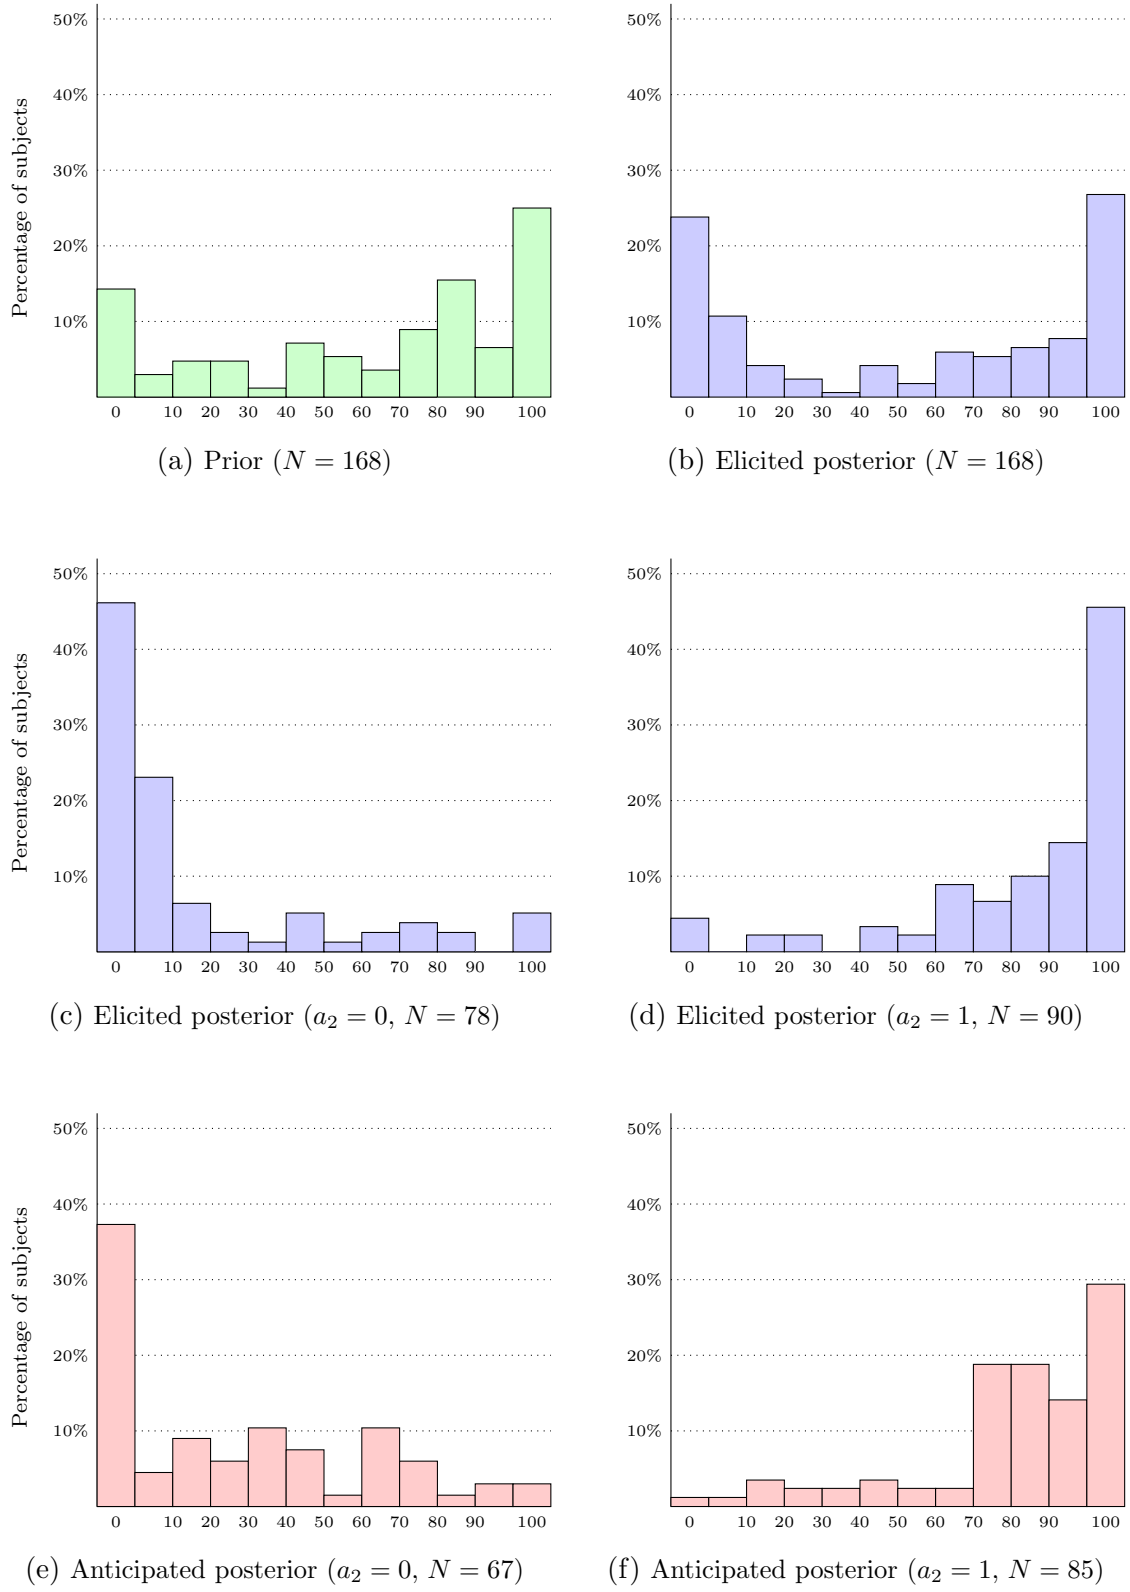 50%
40%
30%
20%
10%
Percentage of subjects
0 10 20 30 40 50 60 70 80 90 100
(a) Prior (N = 168)
50%
40%
30%
20%
10%
0 10 20 30 40 50 60 70 80 90 100
(b) Elicited posterior (N = 168)
50%
40%
30%
20%
10%
Percentage of subjects
0 10 20 30 40 50 60 70 80 90 100
(c) Elicited posterior (a₂ = 0, N = 78)
50%
40%
30%
20%
10%
0 10 20 30 40 50 60 70 80 90 100
(d) Elicited posterior (a₂ = 1, N = 90)
50%
40%
30%
20%
10%
Percentage of subjects
0 10 20 30 40 50 60 70 80 90 100
(e) Anticipated posterior (a₂ = 0, N = 67)
50%
40%
30%
20%
10%
0 10 20 30 40 50 60 70 80 90 100
(f) Anticipated posterior (a₂ = 1, N = 85)